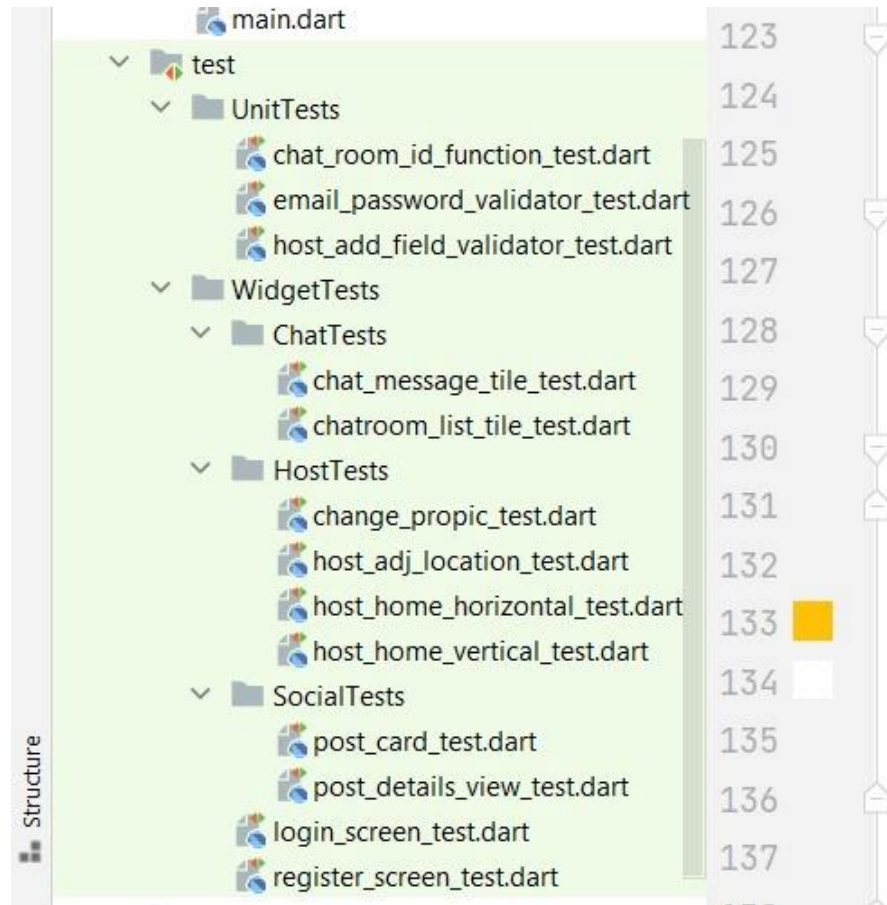 main.dart
test
UnitTests
chat_room_id_function_test.dart
email_password_validator_test.dart
host_add_field_validator_test.dart
WidgetTests
ChatTests
chat_message_tile_test.dart
chatroom_list_tile_test.dart
HostTests
change_propic_test.dart
host_adj_location_test.dart
host_home_horizontal_test.dart
host_home_vertical_test.dart
SocialTests
post_card_test.dart
post_details_view_test.dart
login_screen_test.dart
register_screen_test.dart
Structure
123
124
125
126
127
128
129
130
131
132
133
134
135
136
137